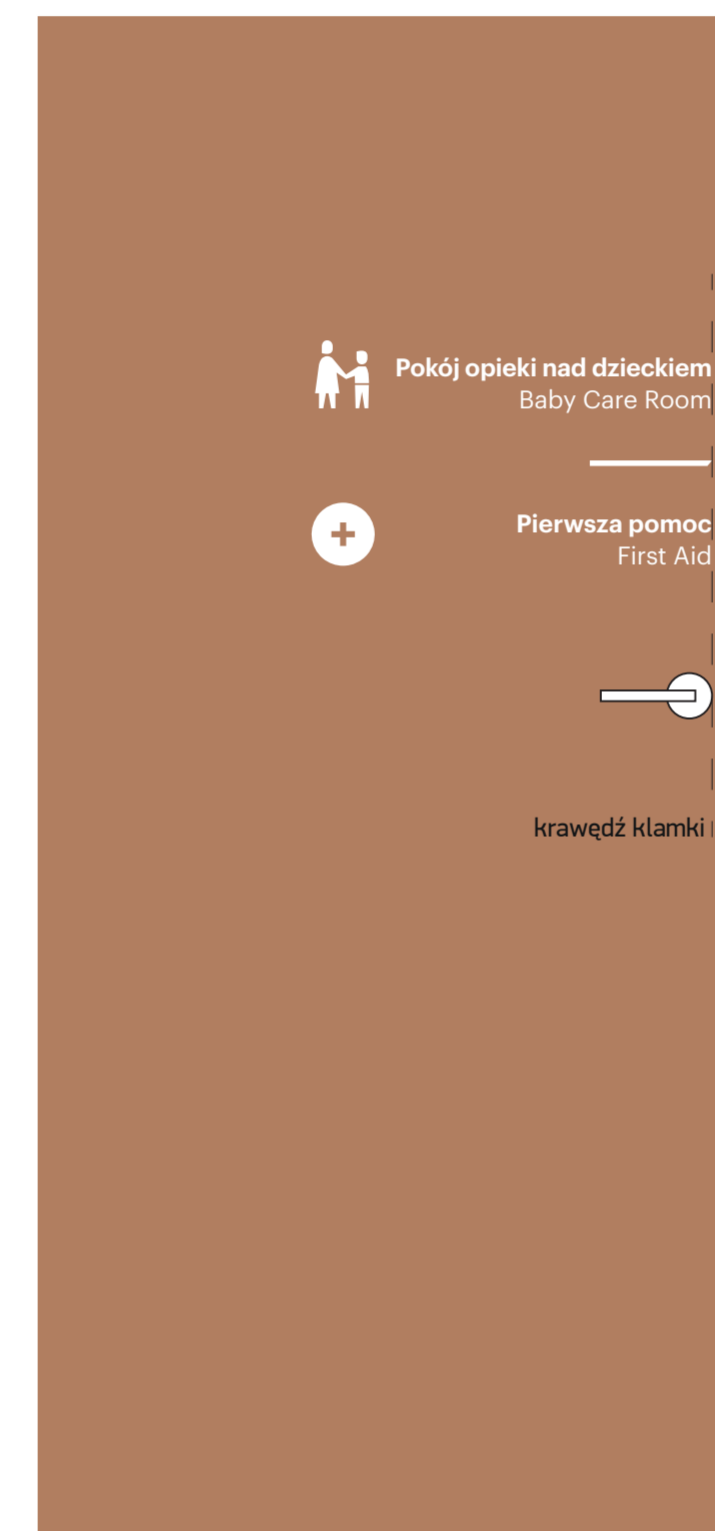 Pokój opieki nad dzieckiem
Baby Care Room
Pierwsza pomoc
First Aid
krawędź klamki